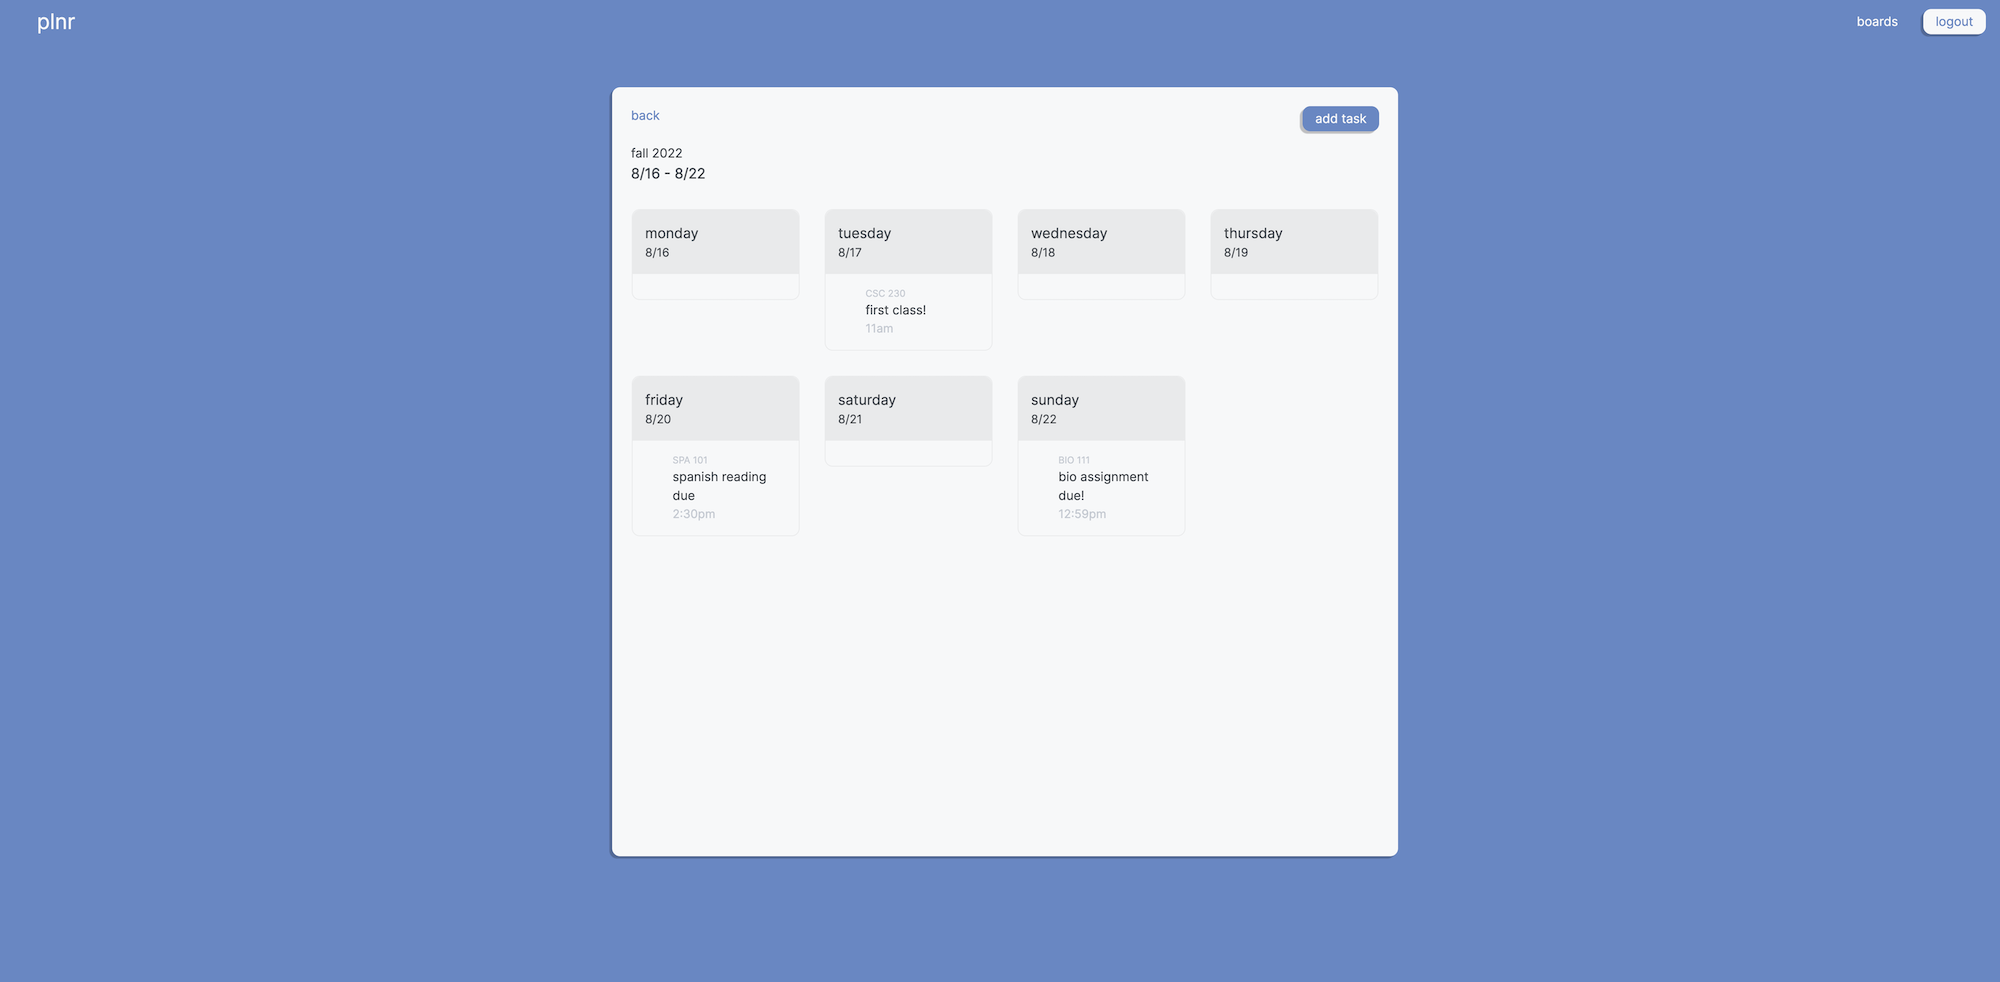 plnr
boards
logout
back
add task
fall 2022
8/16 - 8/22
monday
8/16
tuesday
8/17
CSC 230
first class!
11am
wednesday
8/18
thursday
8/19
friday
8/20
SPA 101
spanish reading
due
2:30pm
saturday
8/21
sunday
8/22
BIO 111
bio assignment
due!
12:59pm